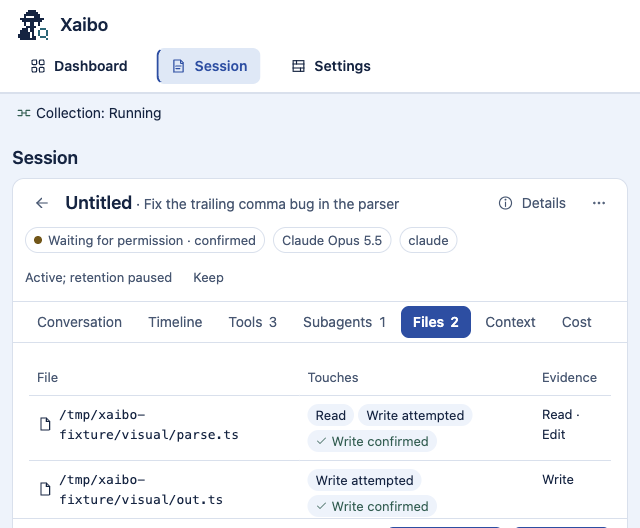 Xaibo
Dashboard Session Settings
Collection: Running
Session
Untitled · Fix the trailing comma bug in the parser Details ···
Waiting for permission · confirmed Claude Opus 5.5 claude
Active; retention paused Keep
Conversation Timeline Tools 3 Subagents 1 Files 2 Context Cost
File Touches Evidence
/tmp/xaibo-
fixture/visual/parse.ts
Read Write attempted
Write confirmed
Read ·
Edit
/tmp/xaibo-
fixture/visual/out.ts
Write attempted
Write confirmed
Write